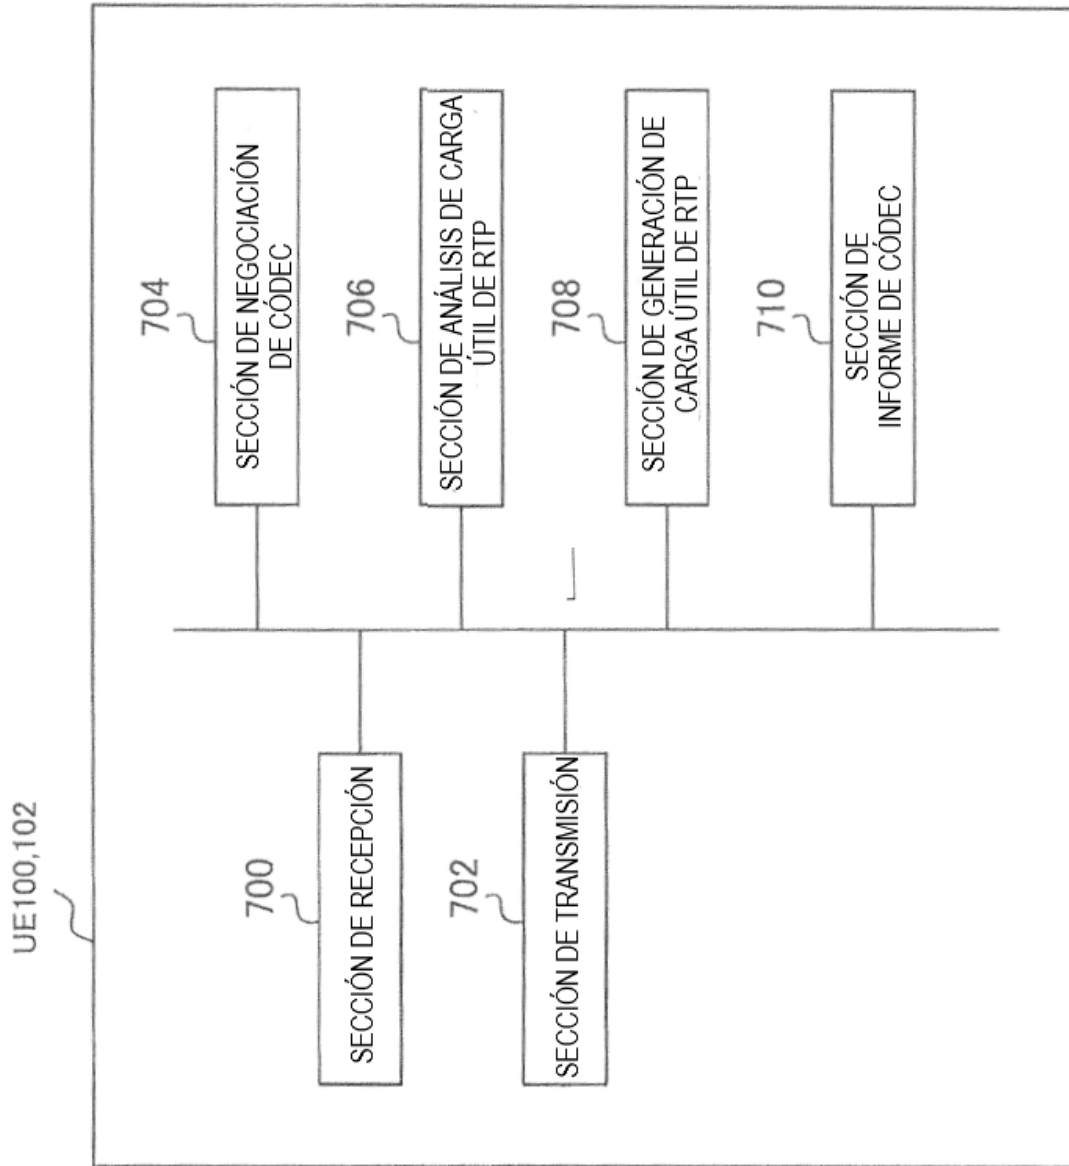 UE100,102
700
SECCIÓN DE RECEPCIÓN
702
SECCIÓN DE TRANSMISIÓN
704
SECCIÓN DE NEGOCIACIÓN
DE CÓDEC
706
SECCIÓN DE ANÁLISIS DE CARGA
ÚTIL DE RTP
708
SECCIÓN DE GENERACIÓN DE
CARGA ÚTIL DE RTP
710
SECCIÓN DE
INFORME DE CÓDEC